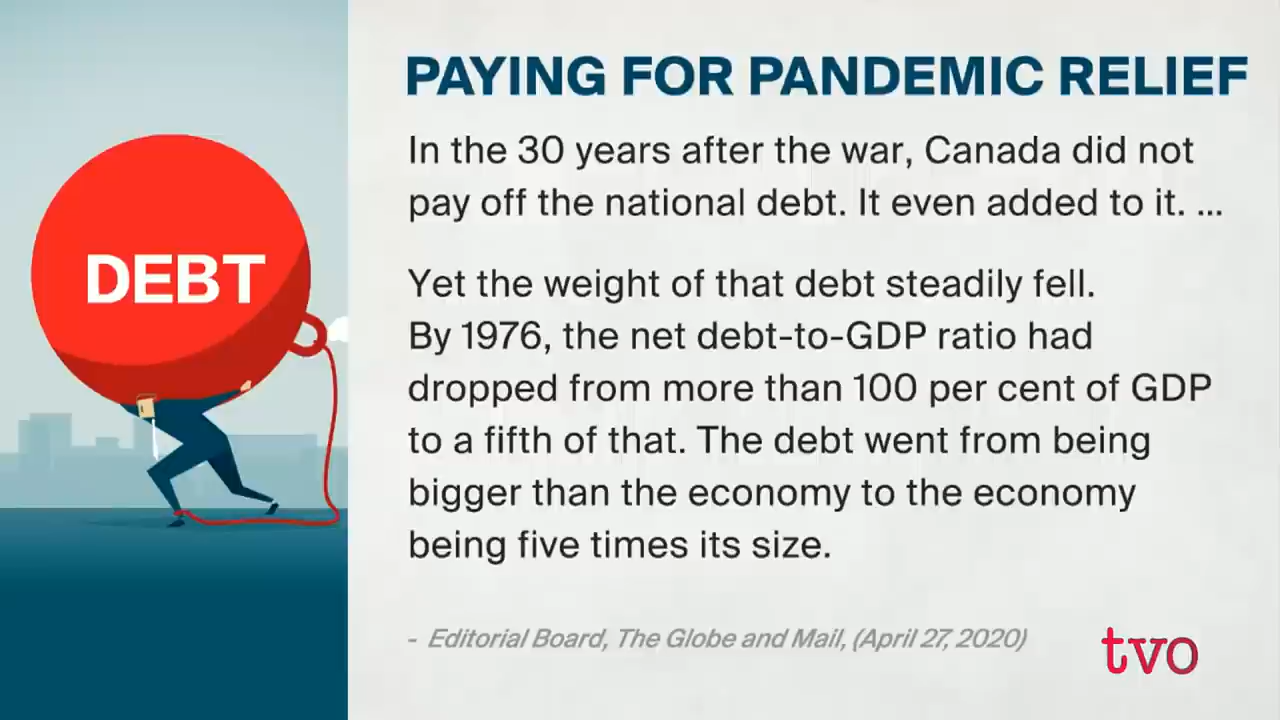 PAYING FOR PANDEMIC RELIEF
In the 30 years after the war, Canada did not
pay off the national debt. It even added to it. ...
Yet the weight of that debt steadily fell.
By 1976, the net debt-to-GDP ratio had
dropped from more than 100 per cent of GDP
to a fifth of that. The debt went from being
bigger than the economy to the economy
being five times its size.
- Editorial Board, The Globe and Mail, (April 27, 2020)
DEBT
tvo